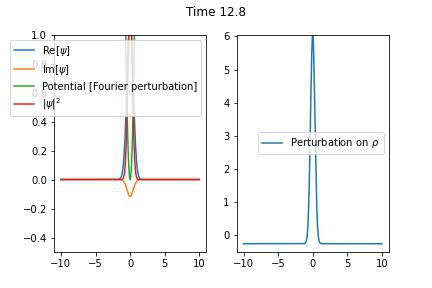 Time 12.8
1.0
0.8
0.6
0.4
0.2
0.0
−0.2
−0.4
Re[ψ]
Im[ψ]
Potential [Fourier perturbation]
|ψ|²
−10 −5 0 5 10
6
5
4
3
2
1
0
Perturbation on ρ
−10 −5 0 5 10